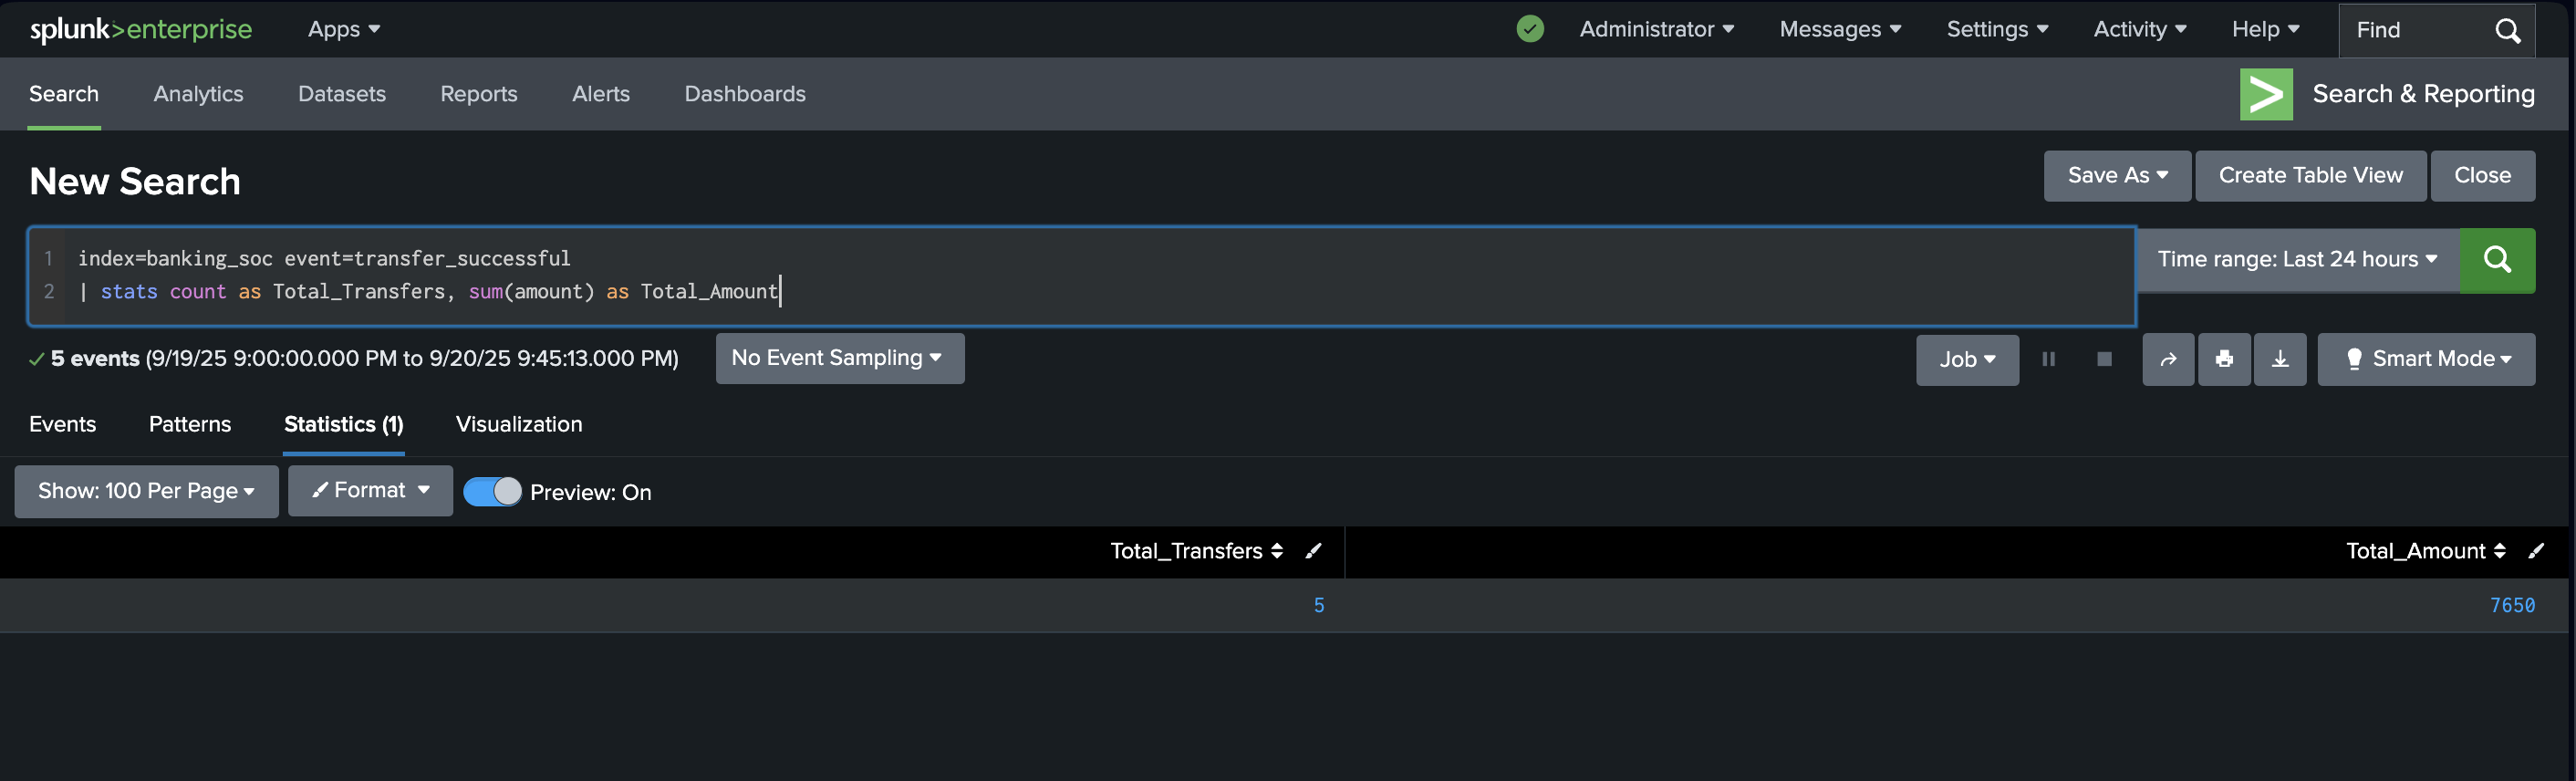 splunk>enterprise Apps Administrator Messages Settings Activity Help Find
Search Analytics Datasets Reports Alerts Dashboards Search & Reporting
New Search Save As Create Table View Close
1 index=banking_soc event=transfer_successful Time range: Last 24 hours
2 | stats count as Total_Transfers, sum(amount) as Total_Amount
5 events (9/19/25 9:00:00.000 PM to 9/20/25 9:45:13.000 PM) No Event Sampling Job Smart Mode
Events Patterns Statistics (1) Visualization
Show: 100 Per Page Format Preview: On
Total_Transfers Total_Amount
5 7650